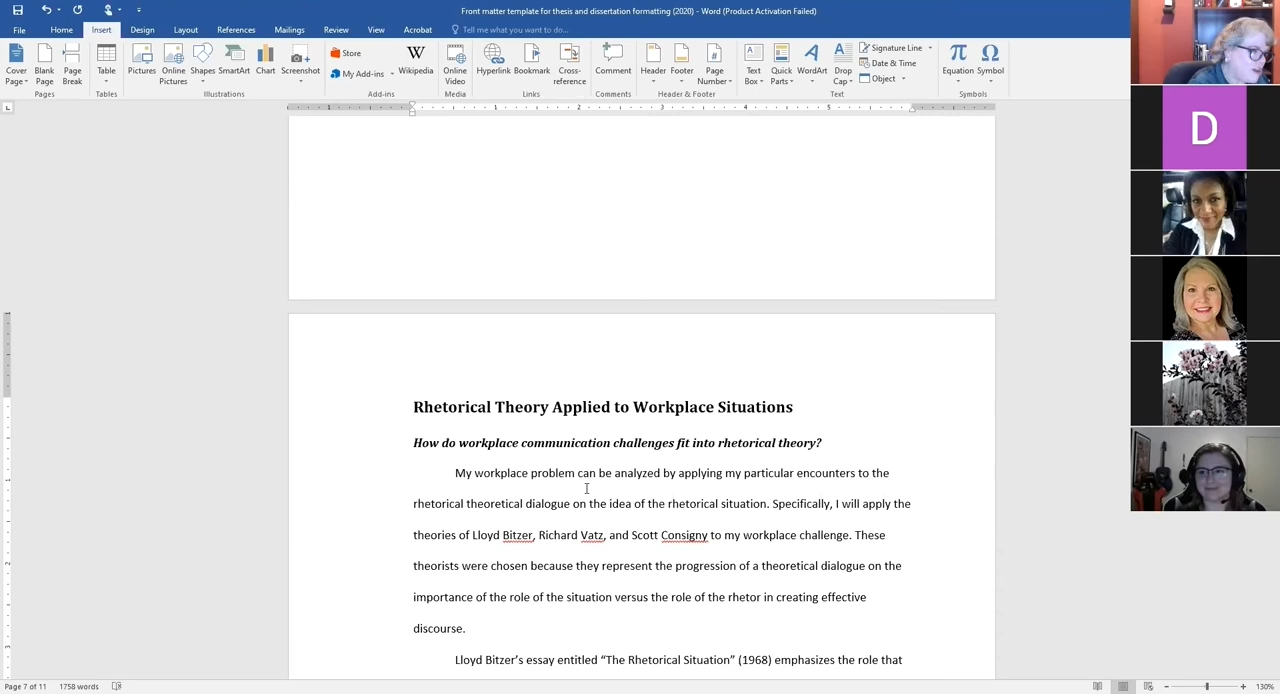 Front matter template for thesis and dissertation formatting (2020) - Word (Product Activation Failed)
File Home Insert Design Layout References Mailings Review View Acrobat Tell me what you want to do...
Cover Page
Blank Page
Page Break
Pages
Table
Tables
Pictures
Online Pictures
Shapes
SmartArt
Chart
Screenshot
Illustrations
Store
My Add-ins
Wikipedia
Add-ins
Online Video
Media
Hyperlink
Bookmark
Cross-reference
Links
Comment
Comments
Header
Footer
Page Number
Header & Footer
Text Box
Quick Parts
WordArt
Drop Cap
Signature Line
Date & Time
Object
Text
Equation
Symbol
Symbols
D
Rhetorical Theory Applied to Workplace Situations
How do workplace communication challenges fit into rhetorical theory?
My workplace problem can be analyzed by applying my particular encounters to the
rhetorical theoretical dialogue on the idea of the rhetorical situation. Specifically, I will apply the
theories of Lloyd Bitzer, Richard Vatz, and Scott Consigny to my workplace challenge. These
theorists were chosen because they represent the progression of a theoretical dialogue on the
importance of the role of the situation versus the role of the rhetor in creating effective
discourse.
Lloyd Bitzer’s essay entitled “The Rhetorical Situation” (1968) emphasizes the role that
Page 7 of 11 1758 words 130%